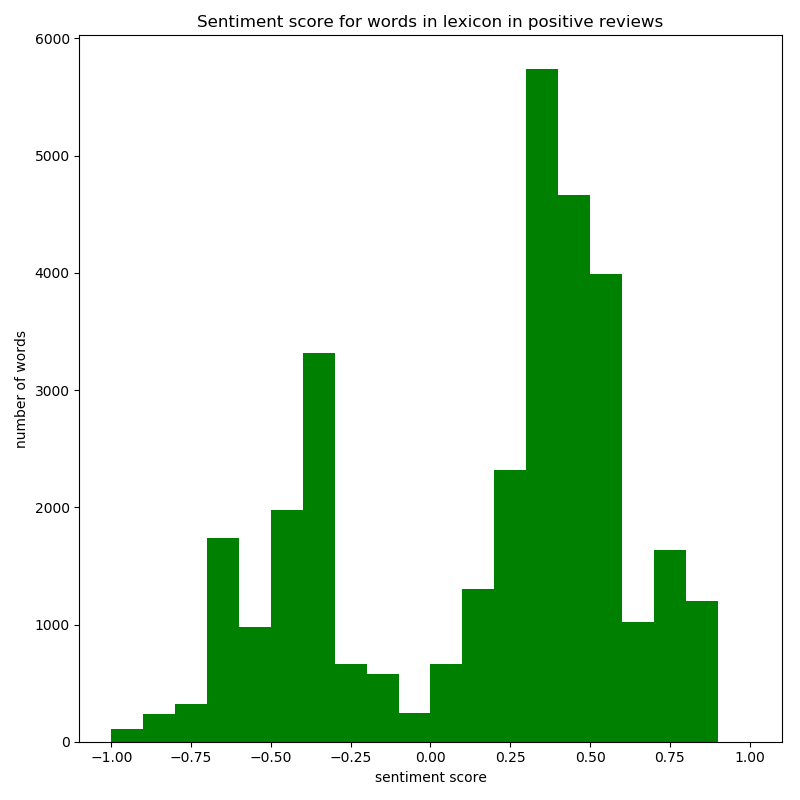 Sentiment score for words in lexicon in positive reviews
6000
5000
4000
3000
2000
1000
0
number of words
−1.00 −0.75 −0.50 −0.25 0.00 0.25 0.50 0.75 1.00
sentiment score